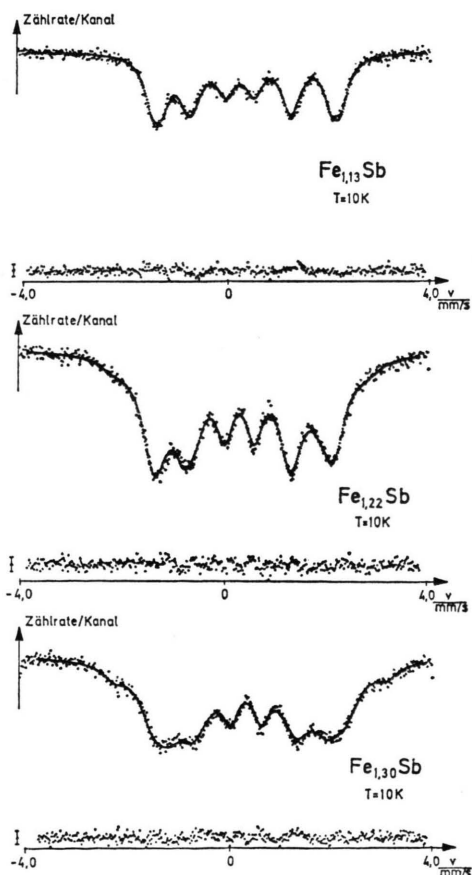 Zählrate/Kanal
Fe1,13Sb
T=10K
I
-4,0 0 4,0 v
mm/s
Zählrate/Kanal
Fe1,22Sb
T=10K
I
-4,0 0 4,0 v
mm/s
Zählrate/Kanal
Fe1,30Sb
T=10K
I
-4,0 0 4,0 v
mm/s